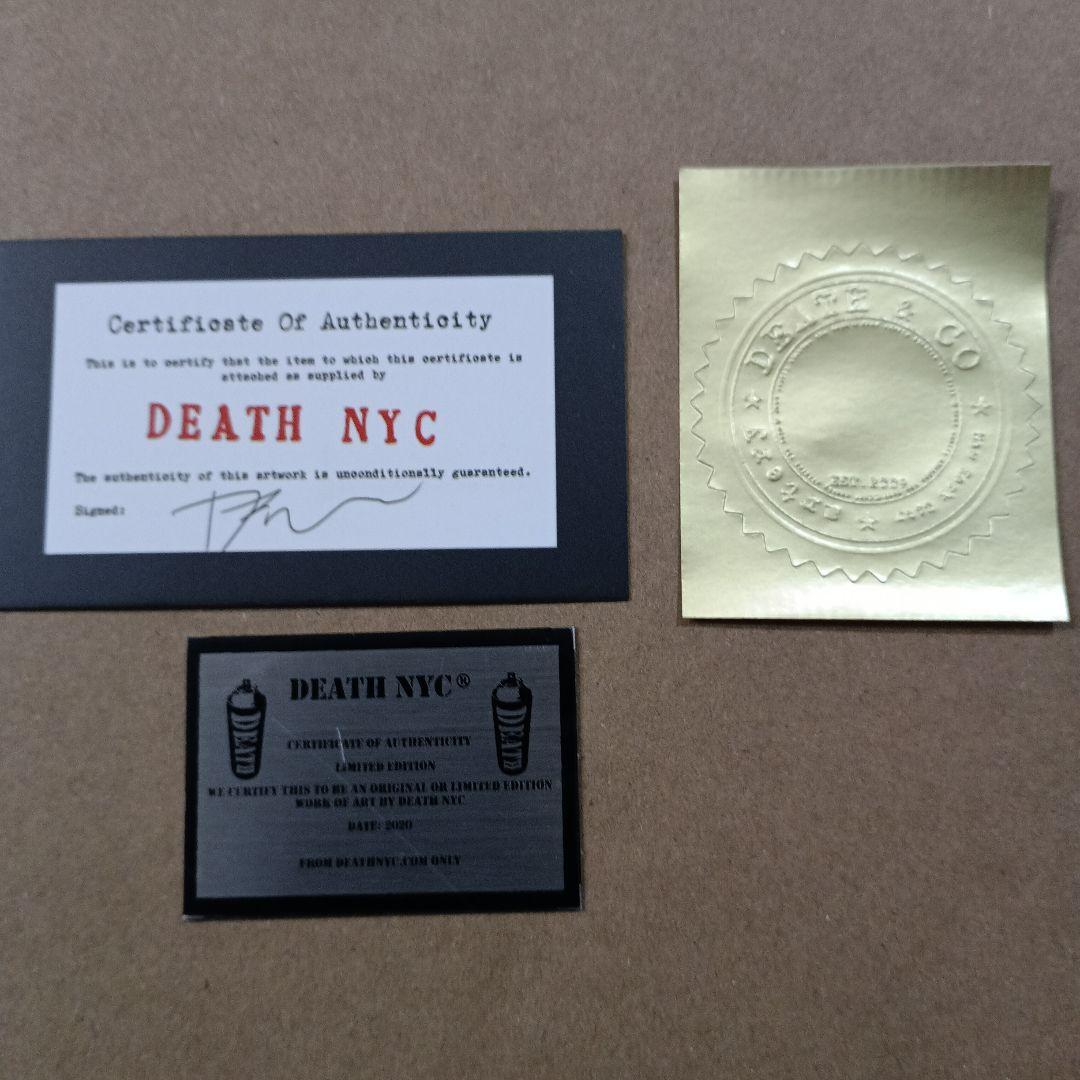 Certificate Of Authenticity
This is to certify that the item to which this certificate is
attached as supplied by
DEATH NYC
The authenticity of this artwork is unconditionally guaranteed.
Signed:
& CO
EST.
DEATH NYC®
DEATH
DEATH
CERTIFICATE OF AUTHENTICITY
LIMITED EDITION
WE CERTIFY THIS TO BE AN ORIGINAL OR LIMITED EDITION
WORK OF ART BY DEATH NYC
DATE: 2020
FROM DEATHNYC.COM ONLY